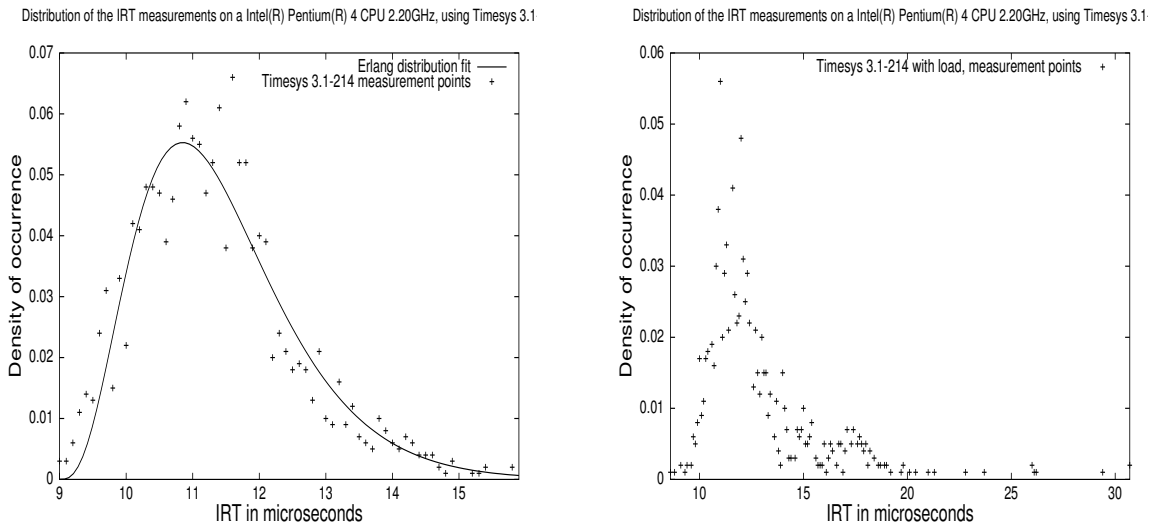 Distribution of the IRT measurements on a Intel(R) Pentium(R) 4 CPU 2.20GHz, using Timesys 3.1-
0.07
0.06
0.05
0.04
0.03
0.02
0.01
0
Density of occurrence
Erlang distribution fit
Timesys 3.1-214 measurement points
9 10 11 12 13 14 15
IRT in microseconds
Distribution of the IRT measurements on a Intel(R) Pentium(R) 4 CPU 2.20GHz, using Timesys 3.1-
0.06
0.05
0.04
0.03
0.02
0.01
0
Density of occurrence
Timesys 3.1-214 with load, measurement points
10 15 20 25 30
IRT in microseconds